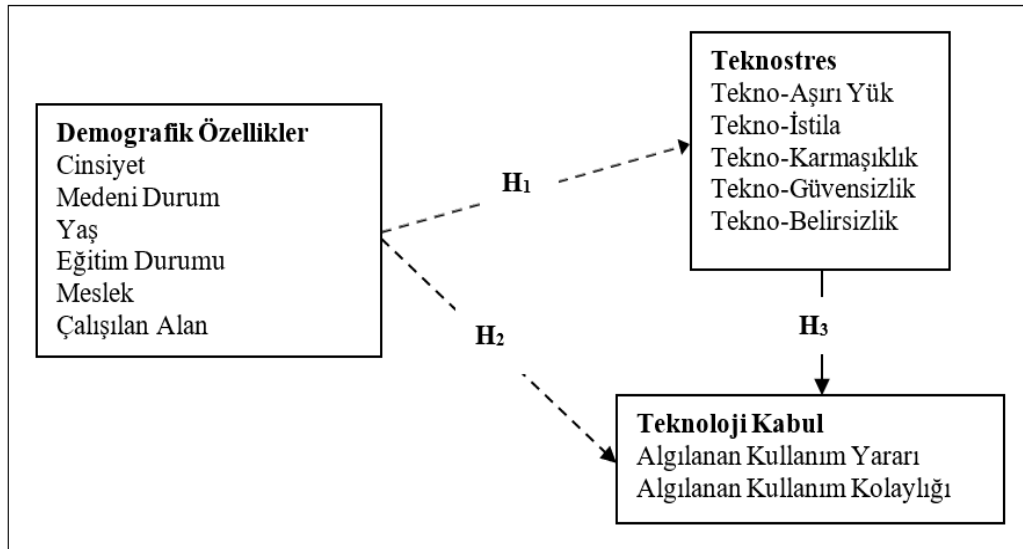 Demografik Özellikler
Cinsiyet
Medeni Durum
Yaş
Eğitim Durumu
Meslek
Çalışılan Alan
H₁
H₂
Teknostres
Tekno-Aşırı Yük
Tekno-İstila
Tekno-Karmaşıklık
Tekno-Güvensizlik
Tekno-Belirsizlik
H₃
Teknoloji Kabul
Algılanan Kullanım Yararı
Algılanan Kullanım Kolaylığı